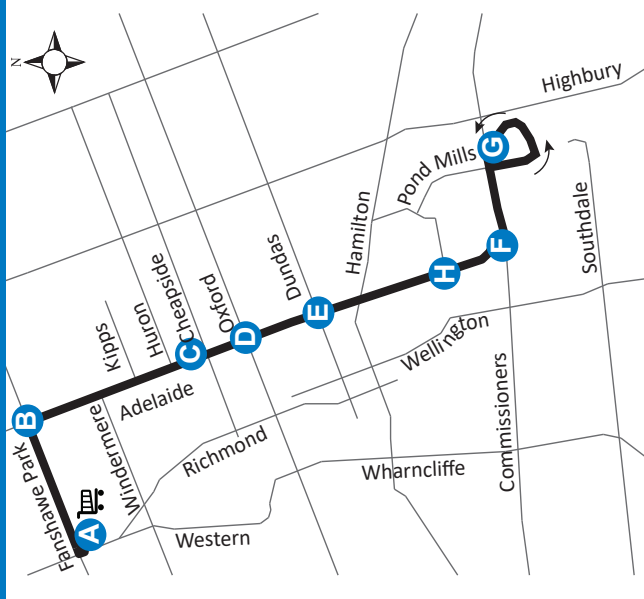 N
Highbury
B
Kipps
Huron
Cheapside
Oxford
Dundas
Hamilton
Pond Mills
G
Fanshawe Park
Windermere
Adelaide
C
D
E
H
F
Southdale
A
Richmond
Wellington
Western
Wharncliffe
Commissioners